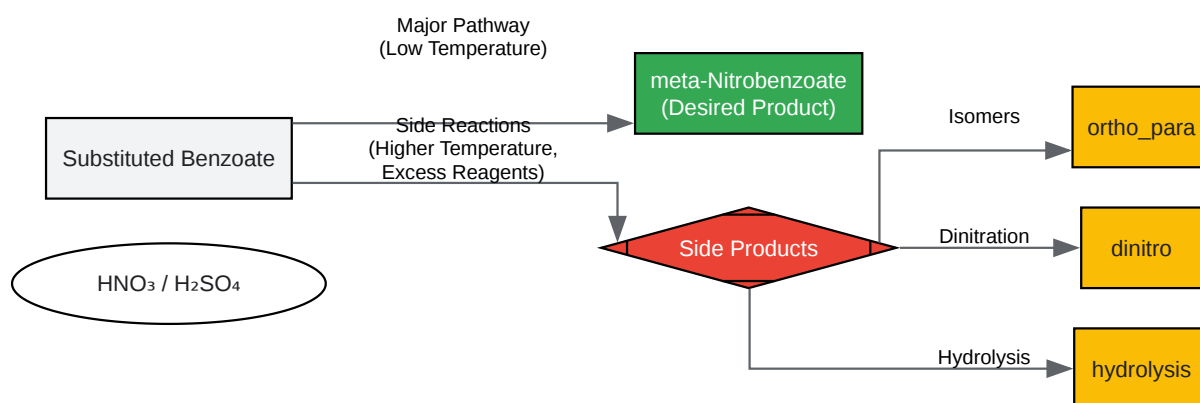 Major Pathway
(Low Temperature)
meta-Nitrobenzoate
(Desired Product)
Isomers
ortho_para
Side Reactions
(Higher Temperature,
Excess Reagents)
Substituted Benzoate
Side Products
Dinitration
dinitro
HNO₃ / H₂SO₄
Hydrolysis
hydrolysis